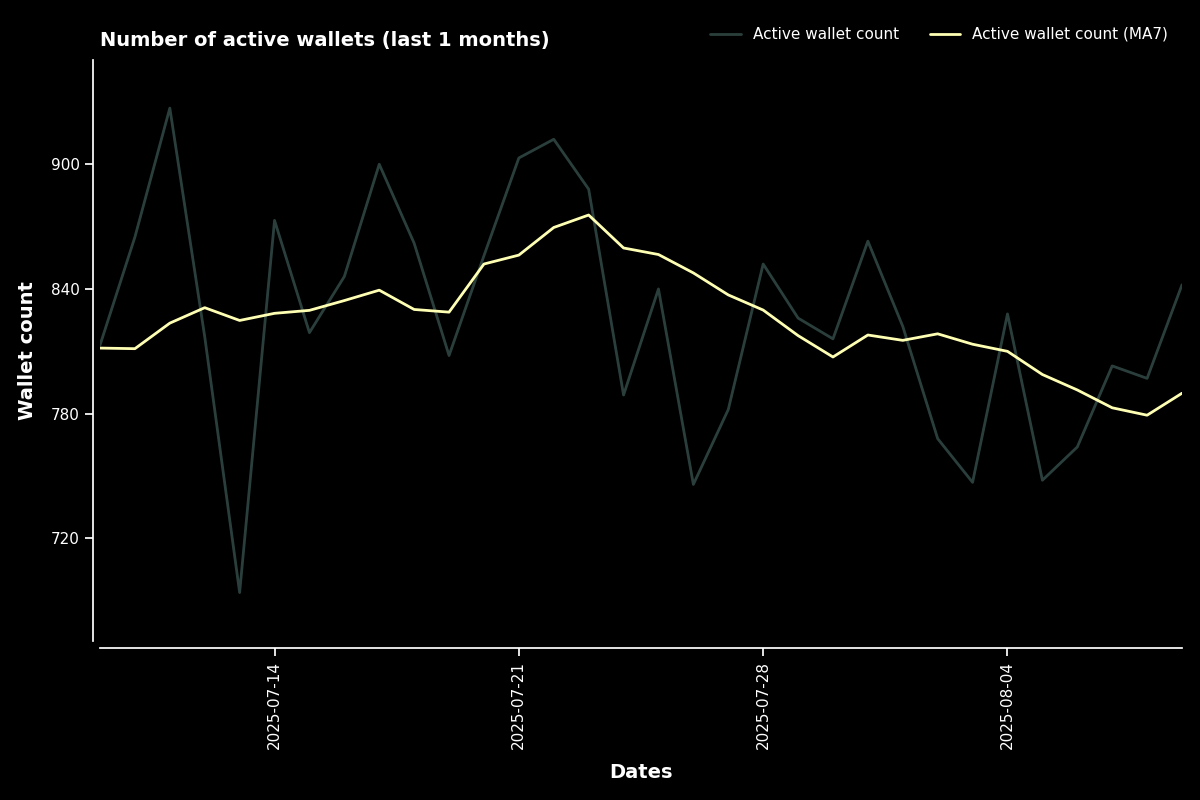 Number of active wallets (last 1 months)
Active wallet count
Active wallet count (MA7)
Wallet count
900
840
780
720
2025-07-14
2025-07-21
2025-07-28
2025-08-04
Dates